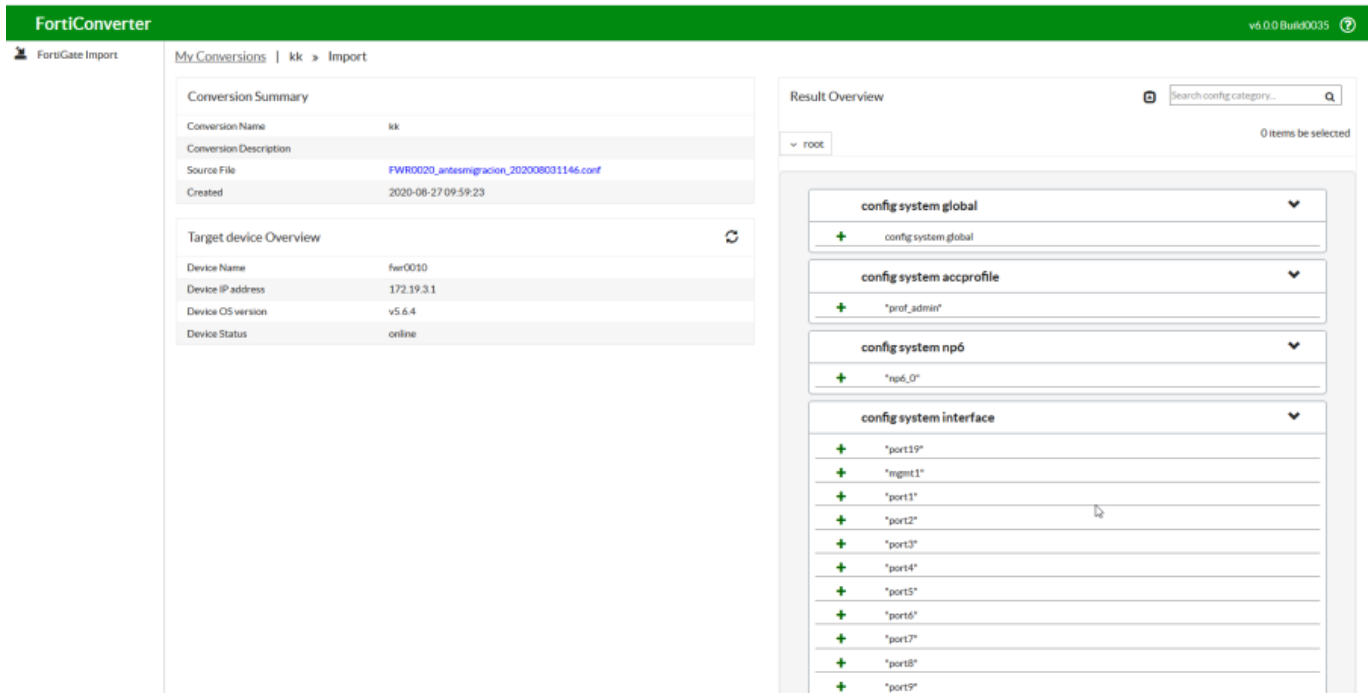 FortiConverter
v6.0.0 Build0035
FortiGate Import
My Conversions | kk » Import
Conversion Summary
Conversion Name kk
Conversion Description
Source File FWR0020_antesmigracion_202008031146.conf
Created 2020-08-27 09:59:23
Target device Overview
Device Name fwr0010
Device IP address 172.19.3.1
Device OS version v5.6.4
Device Status online
Result Overview
Search config category...
0 items be selected
root
config system global
config system global
config system accprofile
"prof_admin"
config system np6
"np6_0"
config system interface
"port19"
"mgmt1"
"port1"
"port2"
"port3"
"port4"
"port5"
"port6"
"port7"
"port8"
"port9"